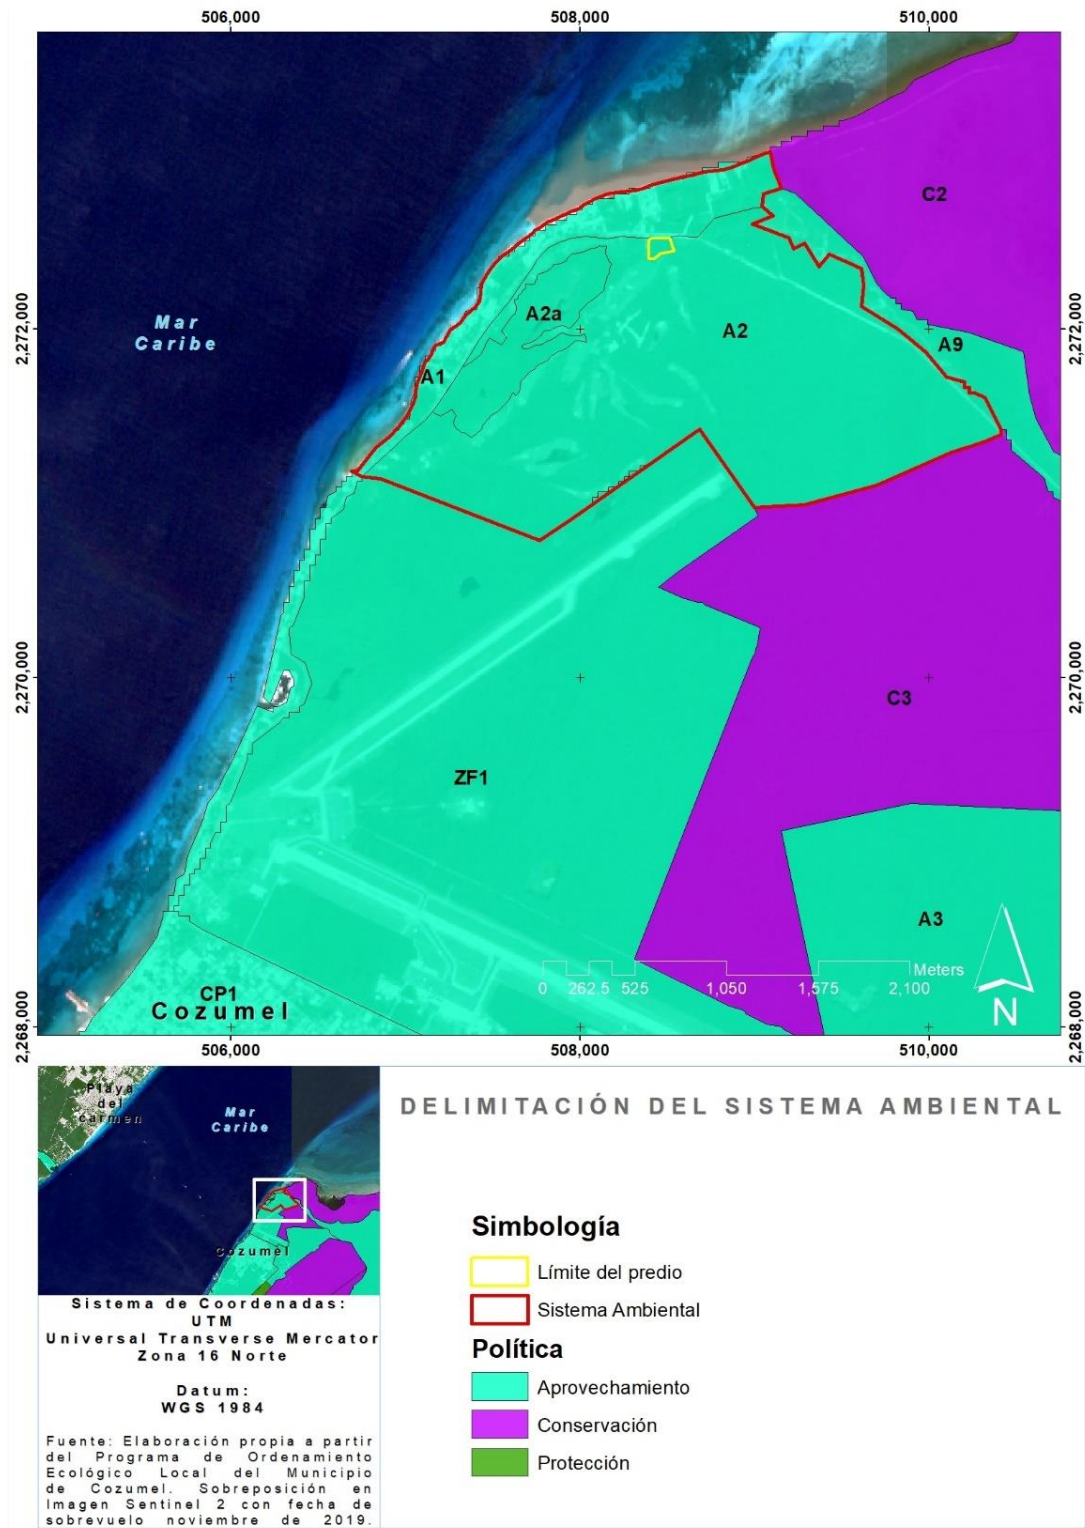 506,000 508,000 510,000
C2
2,272,000 2,272,000
Mar
Caribe
A2a
A2
A9
A1
2,270,000 2,270,000
C3
ZF1
A3
Meters
0 262.5 525 1,050 1,575 2,100
N
CP1
Cozumel
2,268,000 2,268,000
506,000 508,000 510,000
Playa
del
carmen
Mar
Caribe
Cozumel
DELIMITACIÓN DEL SISTEMA AMBIENTAL
Simbología
Límite del predio
Sistema Ambiental
Política
Aprovechamiento
Conservación
Protección
Sistema de Coordenadas:
UTM
Universal Transverse Mercator
Zona 16 Norte
Datum:
WGS 1984
Fuente: Elaboración propia a partir
del Programa de Ordenamiento
Ecológico Local del Municipio
de Cozumel. Sobreposición en
Imagen Sentinel 2 con fecha de
sobrevuelo noviembre de 2019.